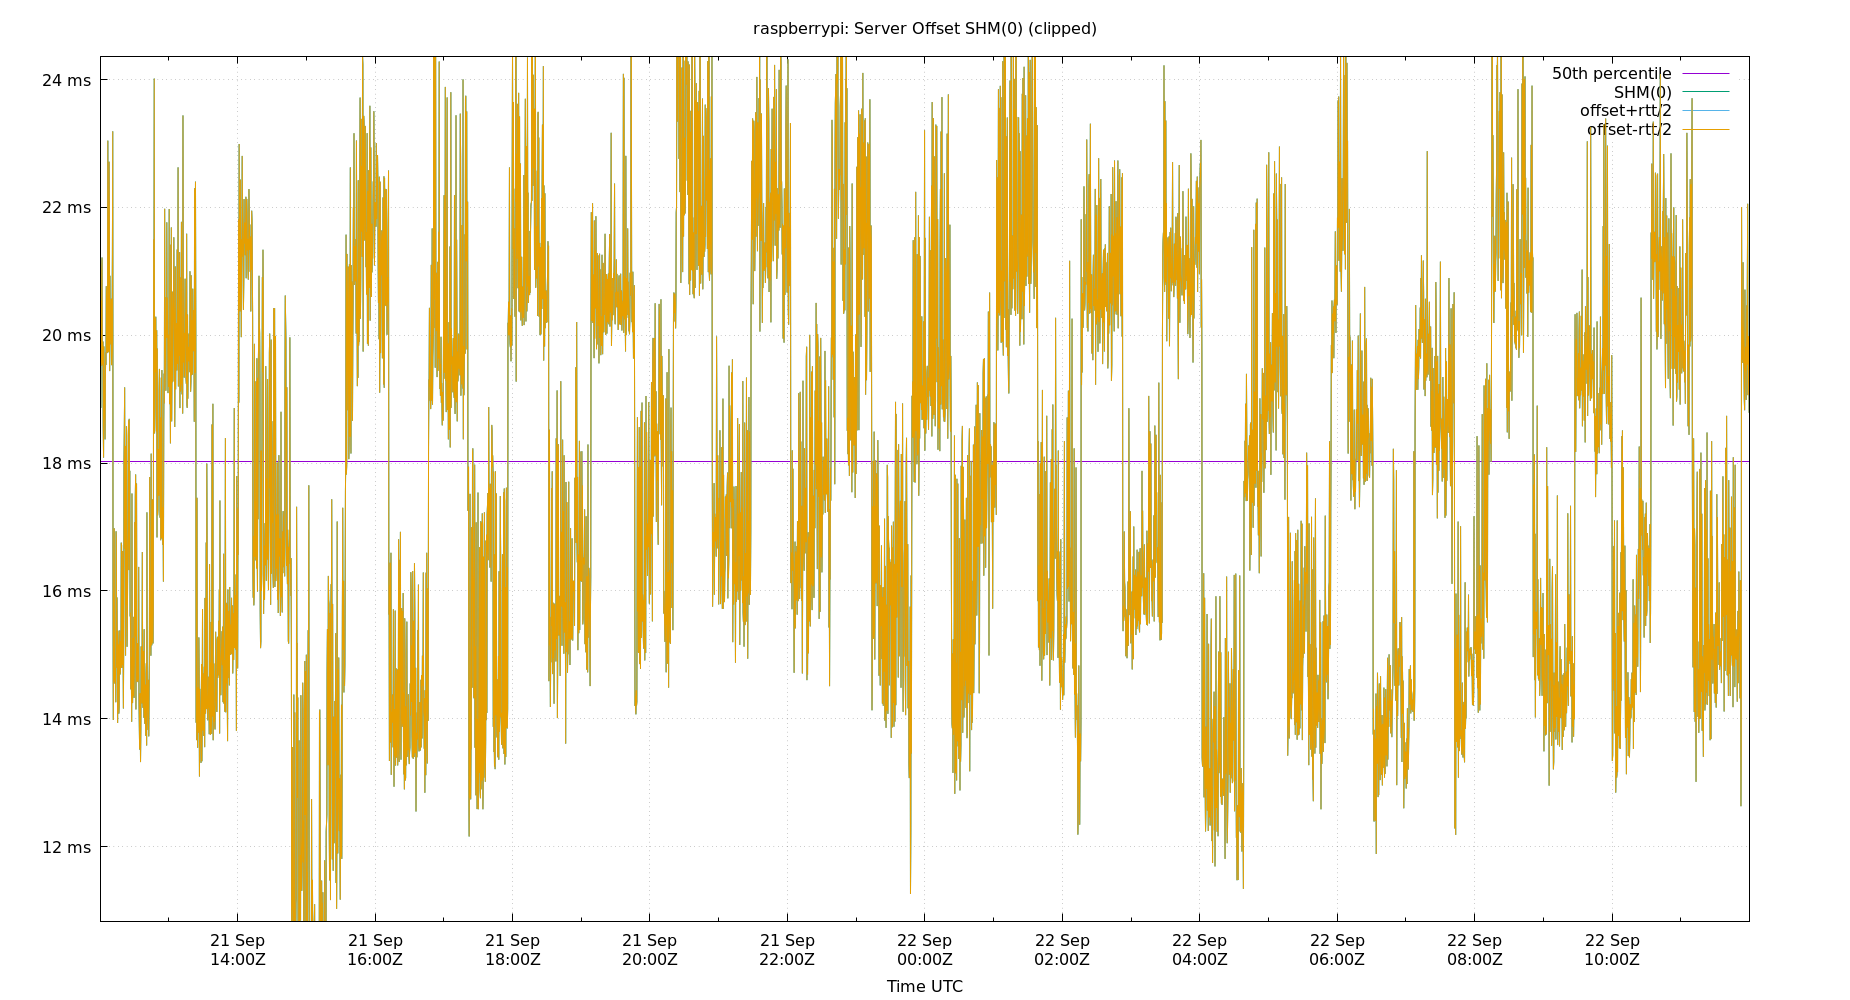 raspberrypi: Server Offset SHM(0) (clipped)
50th percentile
SHM(0)
offset+rtt/2
offset-rtt/2
24 ms
22 ms
20 ms
18 ms
16 ms
14 ms
12 ms
21 Sep 21 Sep 21 Sep 21 Sep 21 Sep 22 Sep 22 Sep 22 Sep 22 Sep 22 Sep 22 Sep
14:00Z 16:00Z 18:00Z 20:00Z 22:00Z 00:00Z 02:00Z 04:00Z 06:00Z 08:00Z 10:00Z
Time UTC